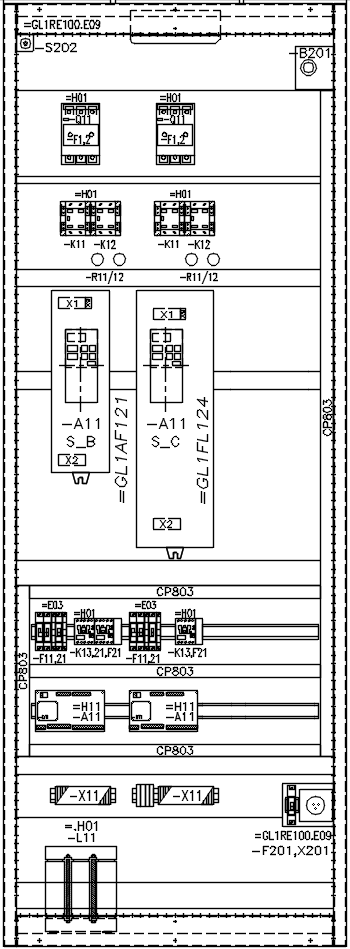 =GL1RE100.E09
-S202
-B201
=H01 =H01
-Q11 -Q11
-F1,2 -F1,2
=H01 =H01
-K11 -K12 -K11 -K12
-R11/12 -R11/12
X1 X1
-A11 -A11
S_B S_C
=GL1AF121
=GL1FL124
CP803
X2
X2
CP803
=E03 =H01 =E03 =H01
-F11,21 -K13,21,F21 -F11,21 -K13,F21
CP803
CP803
=H11 =H11
-A11 -A11
CP803
-X11 -X11
=GL1RE100.E09
-F201,X201
=.H01
-L11